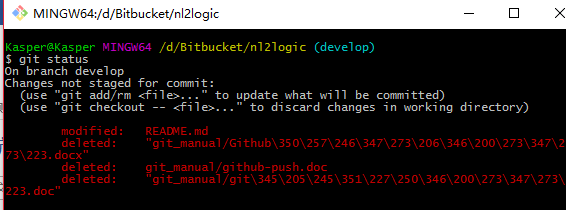 MINGW64:/d/Bitbucket/nl2logic
Kasper@Kasper MINGW64 /d/Bitbucket/nl2logic (develop)
$ git status
On branch develop
Changes not staged for commit:
(use "git add/rm <file>..." to update what will be committed)
(use "git checkout -- <file>..." to discard changes in working directory)
modified: README.md
deleted: "git_manual/Github\350\257\246\347\273\206\346\200\273\347\2
73\223.docx"
deleted: git_manual/github-push.doc
deleted: "git_manual/git\345\205\245\351\227\250\346\200\273\347\273\
223.doc"